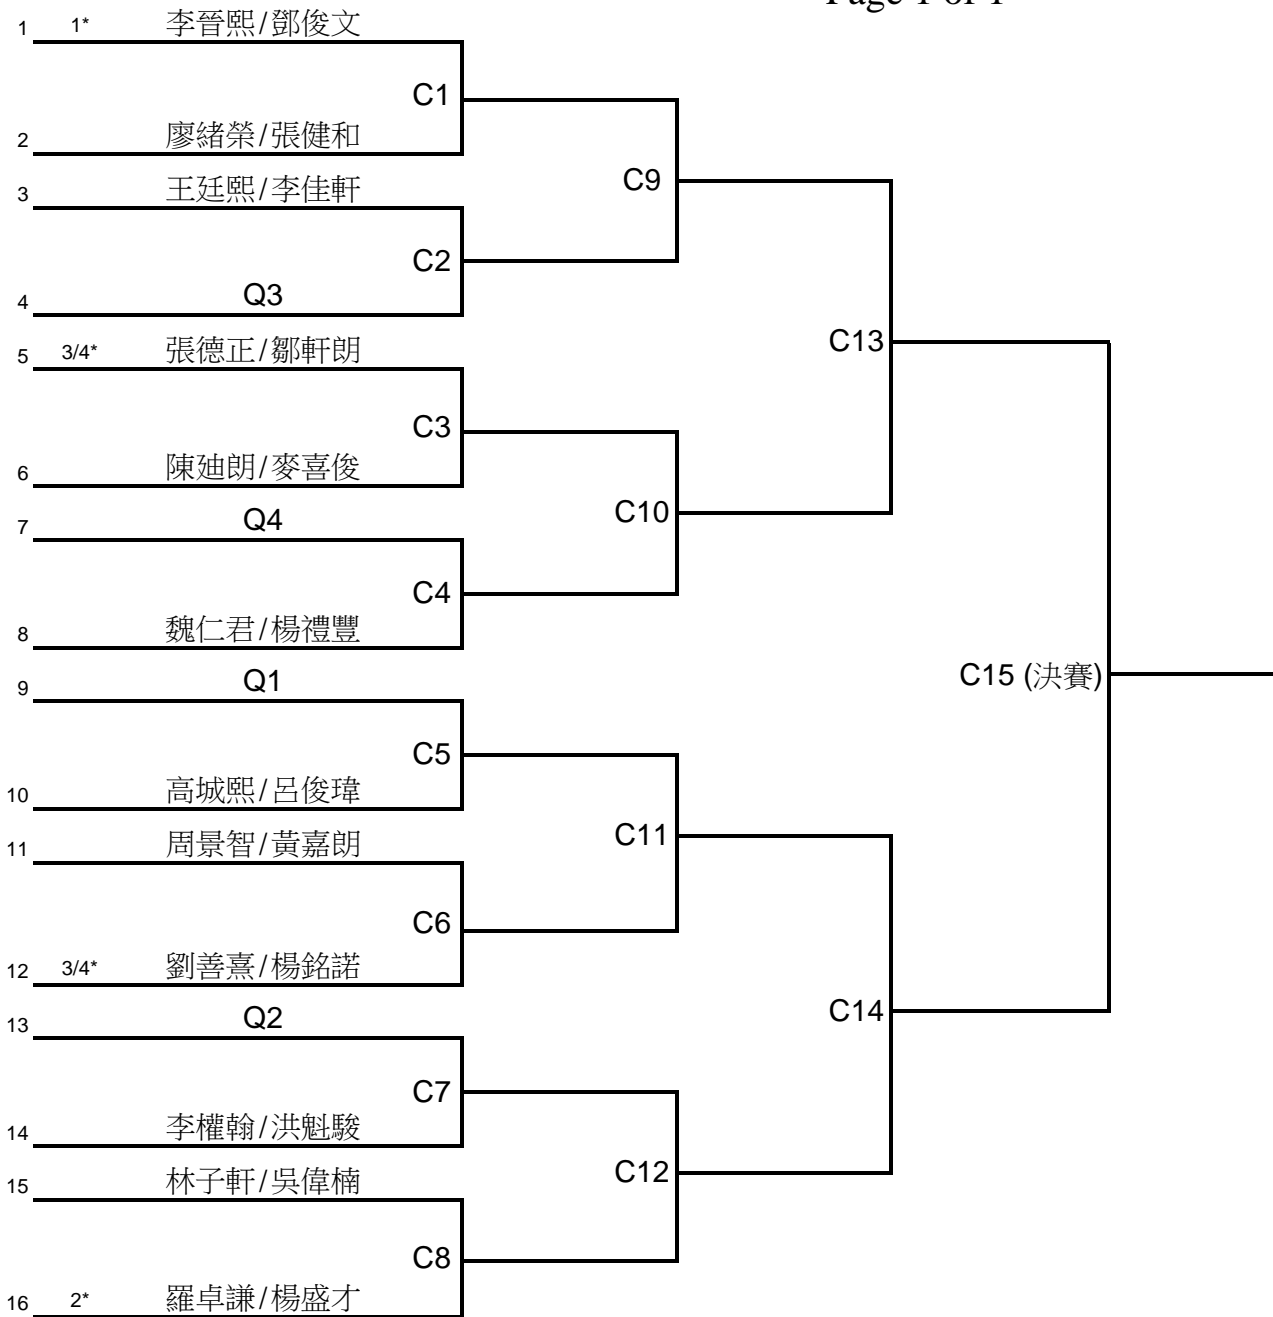 Page 1 of 1
1 1* 李晉熙/鄧俊文
C1
2 廖緒榮/張健和
3 王廷熙/李佳軒
C9
C2
4 Q3
C13
5 3/4* 張德正/鄒軒朗
C3
6 陳廸朗/麥喜俊
C10
7 Q4
C4
8 魏仁君/楊禮豐
C15 (決賽)
9 Q1
C5
10 高城熙/呂俊瑋
C11
11 周景智/黃嘉朗
C6
12 3/4* 劉善熹/楊銘諾
C14
13 Q2
C7
14 李權翰/洪魁駿
C12
15 林子軒/吳偉楠
C8
16 2* 羅卓謙/楊盛才